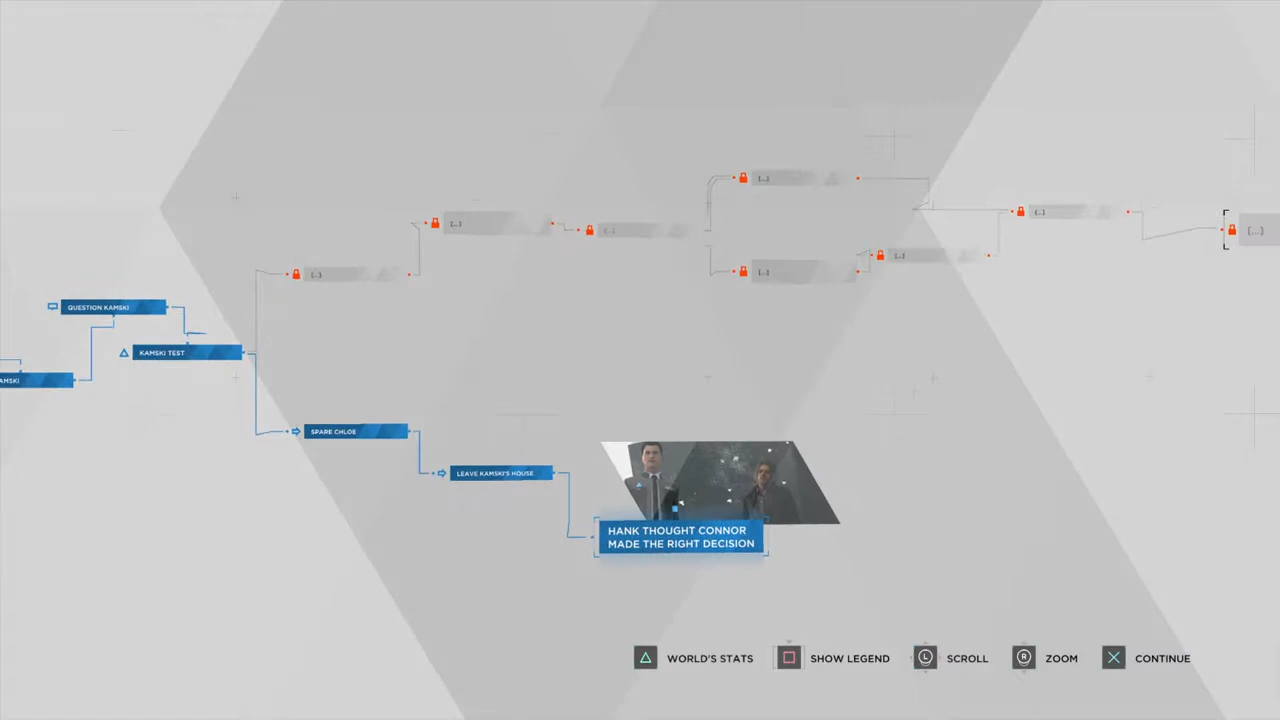 [...]
[...]
[...]
[...]
[...]
[...]
[...]
[...]
QUESTION KAMSKI
KAMSKI TEST
AMSKI
SPARE CHLOE
LEAVE KAMSKI'S HOUSE
HANK THOUGHT CONNOR
MADE THE RIGHT DECISION
WORLD'S STATS
SHOW LEGEND
L
SCROLL
R
ZOOM
CONTINUE